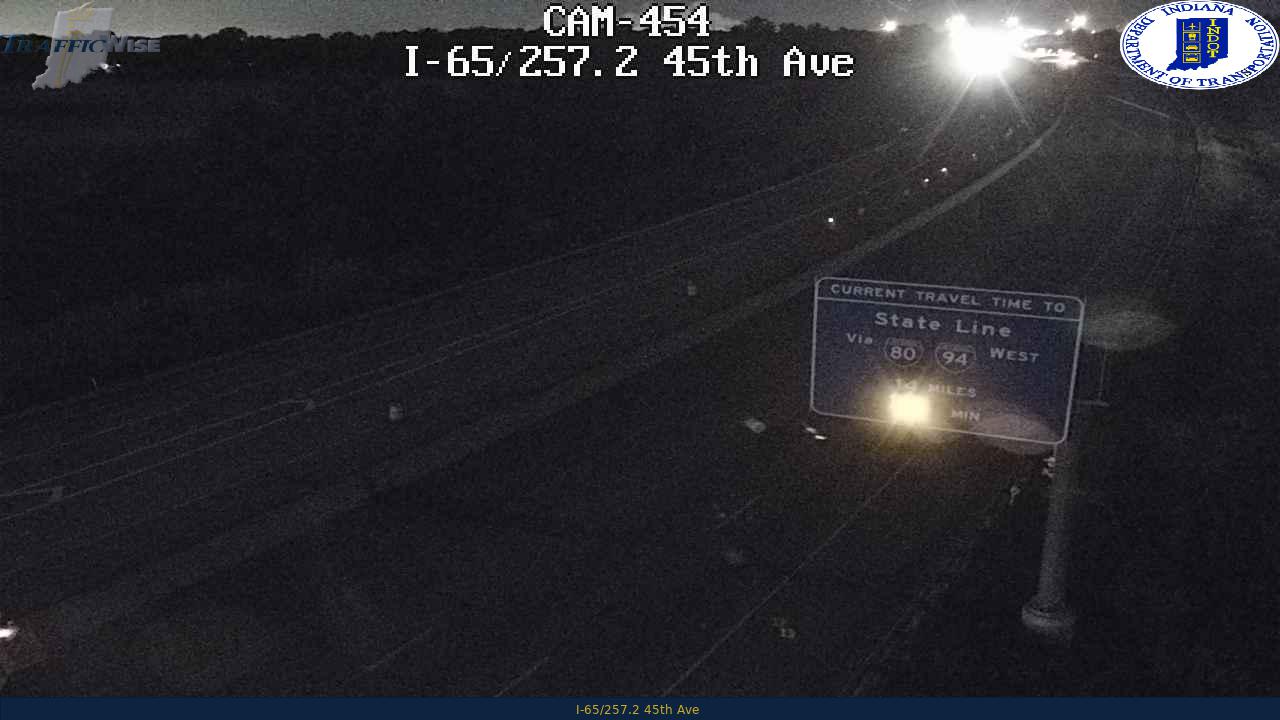 CAM-454
I-65/257.2 45th Ave
TRAFFICWISE
INDIANA
DEPARTMENT OF TRANSPORTATION
INDOT
CURRENT TRAVEL TIME TO
State Line
Via 80 94 WEST
MILES
MIN
I-65/257.2 45th Ave